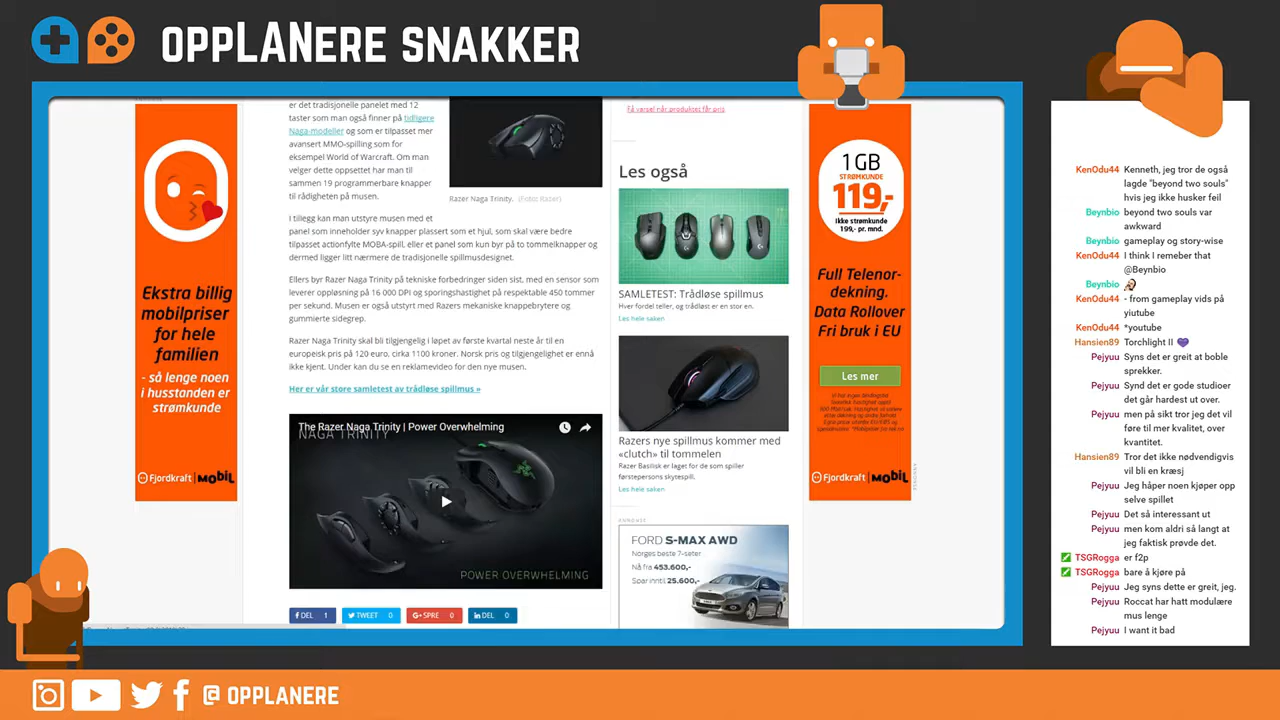 OPPLANERE SNAKKER
er det tradisjonelle panelet med 12
taster som man også finner på tidligere
Naga-modeller og som er tilpasset mer
avansert MMO-spilling som for
eksempel World of Warcraft. Om man
velger dette oppsettet har man til
sammen 19 programmerbare knapper
til rådigheten på musen.
Razer Naga Trinity. (Foto: Razer)
I tillegg kan man utstyre musen med et
panel som inneholder syv knapper plassert som et hjul, som skal være bedre
tilpasset actionfylte MOBA-spill, eller et panel som kun byr på to tommelknapper og
dermed ligger litt nærmere de tradisjonelle spillmusdesignet.
Ellers byr Razer Naga Trinity på tekniske forbedringer siden sist, med en sensor som
leverer oppløsning på 16 000 DPI og sporingshastighet på respektable 450 tommer
per sekund. Musen er også utstyrt med Razers mekaniske knappebrytere og
gummierte sidegrep.
Razer Naga Trinity skal bli tilgjengelig i løpet av første kvartal neste år til en
europeisk pris på 120 euro, cirka 1100 kroner. Norsk pris og tilgjengelighet er ennå
ikke kjent. Under kan du se en reklamevideo for den nye musen.
Her er vår store samletest av trådløse spillmus »
The Razer Naga Trinity | Power Overwhelming
NAGA TRINITY
POWER OVERWHELMING
DEL 1
TWEET 0
G+ SPRE 0
in DEL 0
Få varsel når produktet får pris
Les også
SAMLETEST: Trådløse spillmus
Hver fordel teller, og trådløst er en stor en.
Les hele saken
Razers nye spillmus kommer med
«clutch» til tommelen
Razer Basilisk er laget for de som spiller
førstepersons skytespill.
Les hele saken
ANNONSE
FORD S-MAX AWD
Norges beste 7-seter
Nå fra 453.600,-
Spar inntil 25.600,-
Ekstra billig
mobilpriser
for hele
familien
- så lenge noen
i husstanden er
strømkunde
Fjordkraft | MOBIL
1 GB
STRØMKUNDE
119,-
Ikke strømkunde
199,- pr. mnd.
Full Telenor-
dekning.
Data Rollover
Fri bruk i EU
Les mer
Fjordkraft | MOBIL
ANNONSE
KenOdu44 Kenneth, jeg tror de også
lagde "beyond two souls"
hvis jeg ikke husker feil
Beynbio beyond two souls var
awkward
Beynbio gameplay og story-wise
KenOdu44 I think I remeber that
@Beynbio
Beynbio
KenOdu44 - from gameplay vids på
yiutube
KenOdu44 *youtube
Hansien89 Torchlight II
Pejyuu Syns det er greit at boble
sprekker.
Pejyuu Synd det er gode studioer
det går hardest ut over.
Pejyuu men på sikt tror jeg det vil
føre til mer kvalitet, over
kvantitet.
Hansien89 Tror det ikke nødvendigvis
vil bli en kræsj
Pejyuu Jeg håper noen kjøper opp
selve spillet
Pejyuu Det så interessant ut
Pejyuu men kom aldri så langt at
jeg faktisk prøvde det.
TSGRogga er f2p
TSGRogga bare å kjøre på
Pejyuu Jeg syns dette er greit, jeg.
Pejyuu Roccat har hatt modulære
mus lenge
Pejyuu I want it bad
@ OPPLANERE